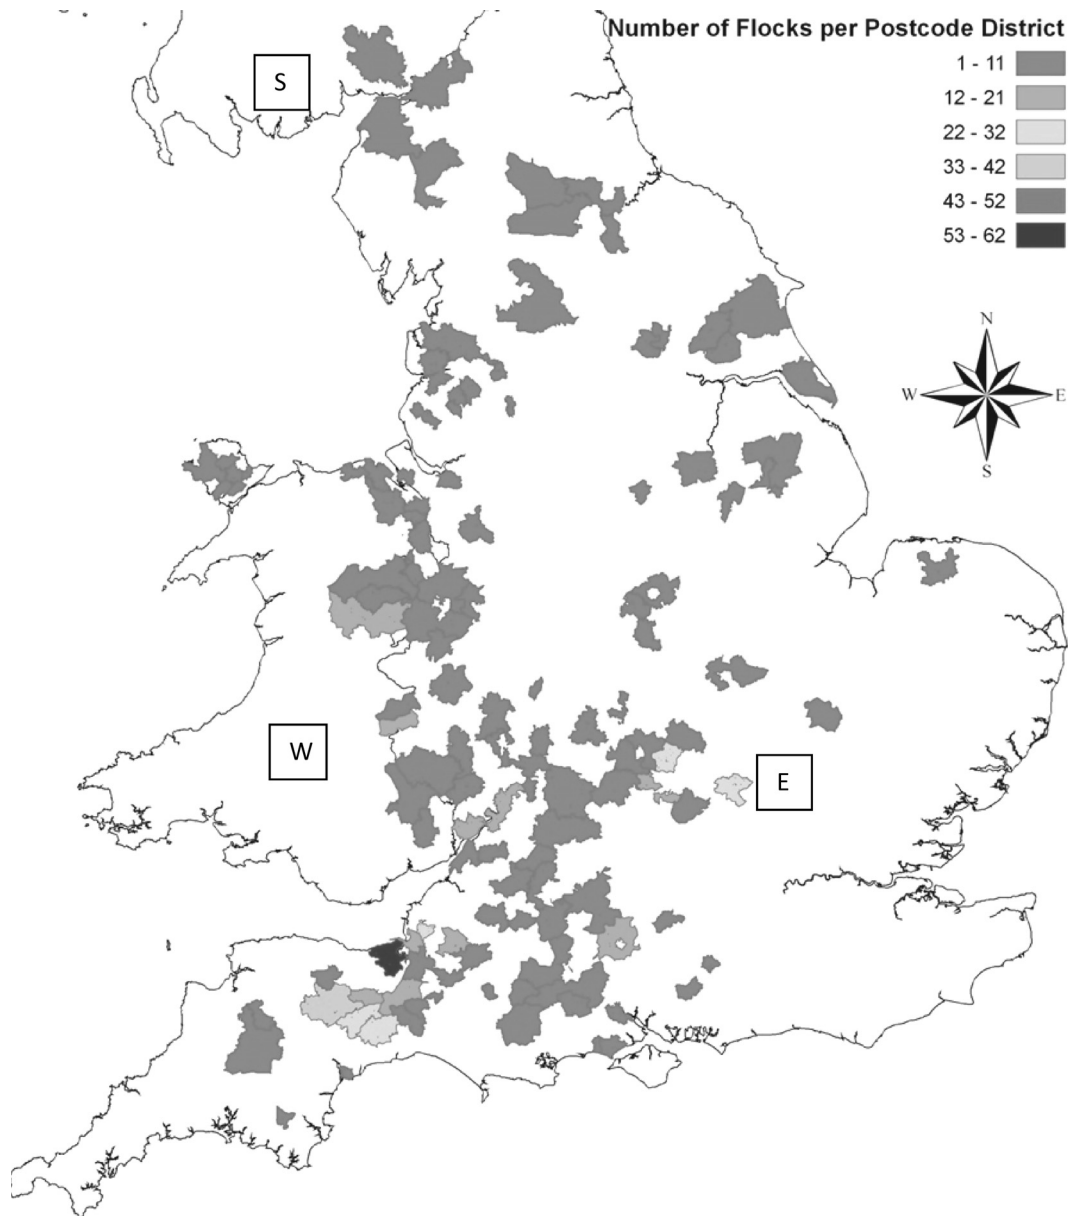 Number of Flocks per Postcode District
1 - 11
12 - 21
22 - 32
33 - 42
43 - 52
53 - 62
S
N
W E
S
W
E